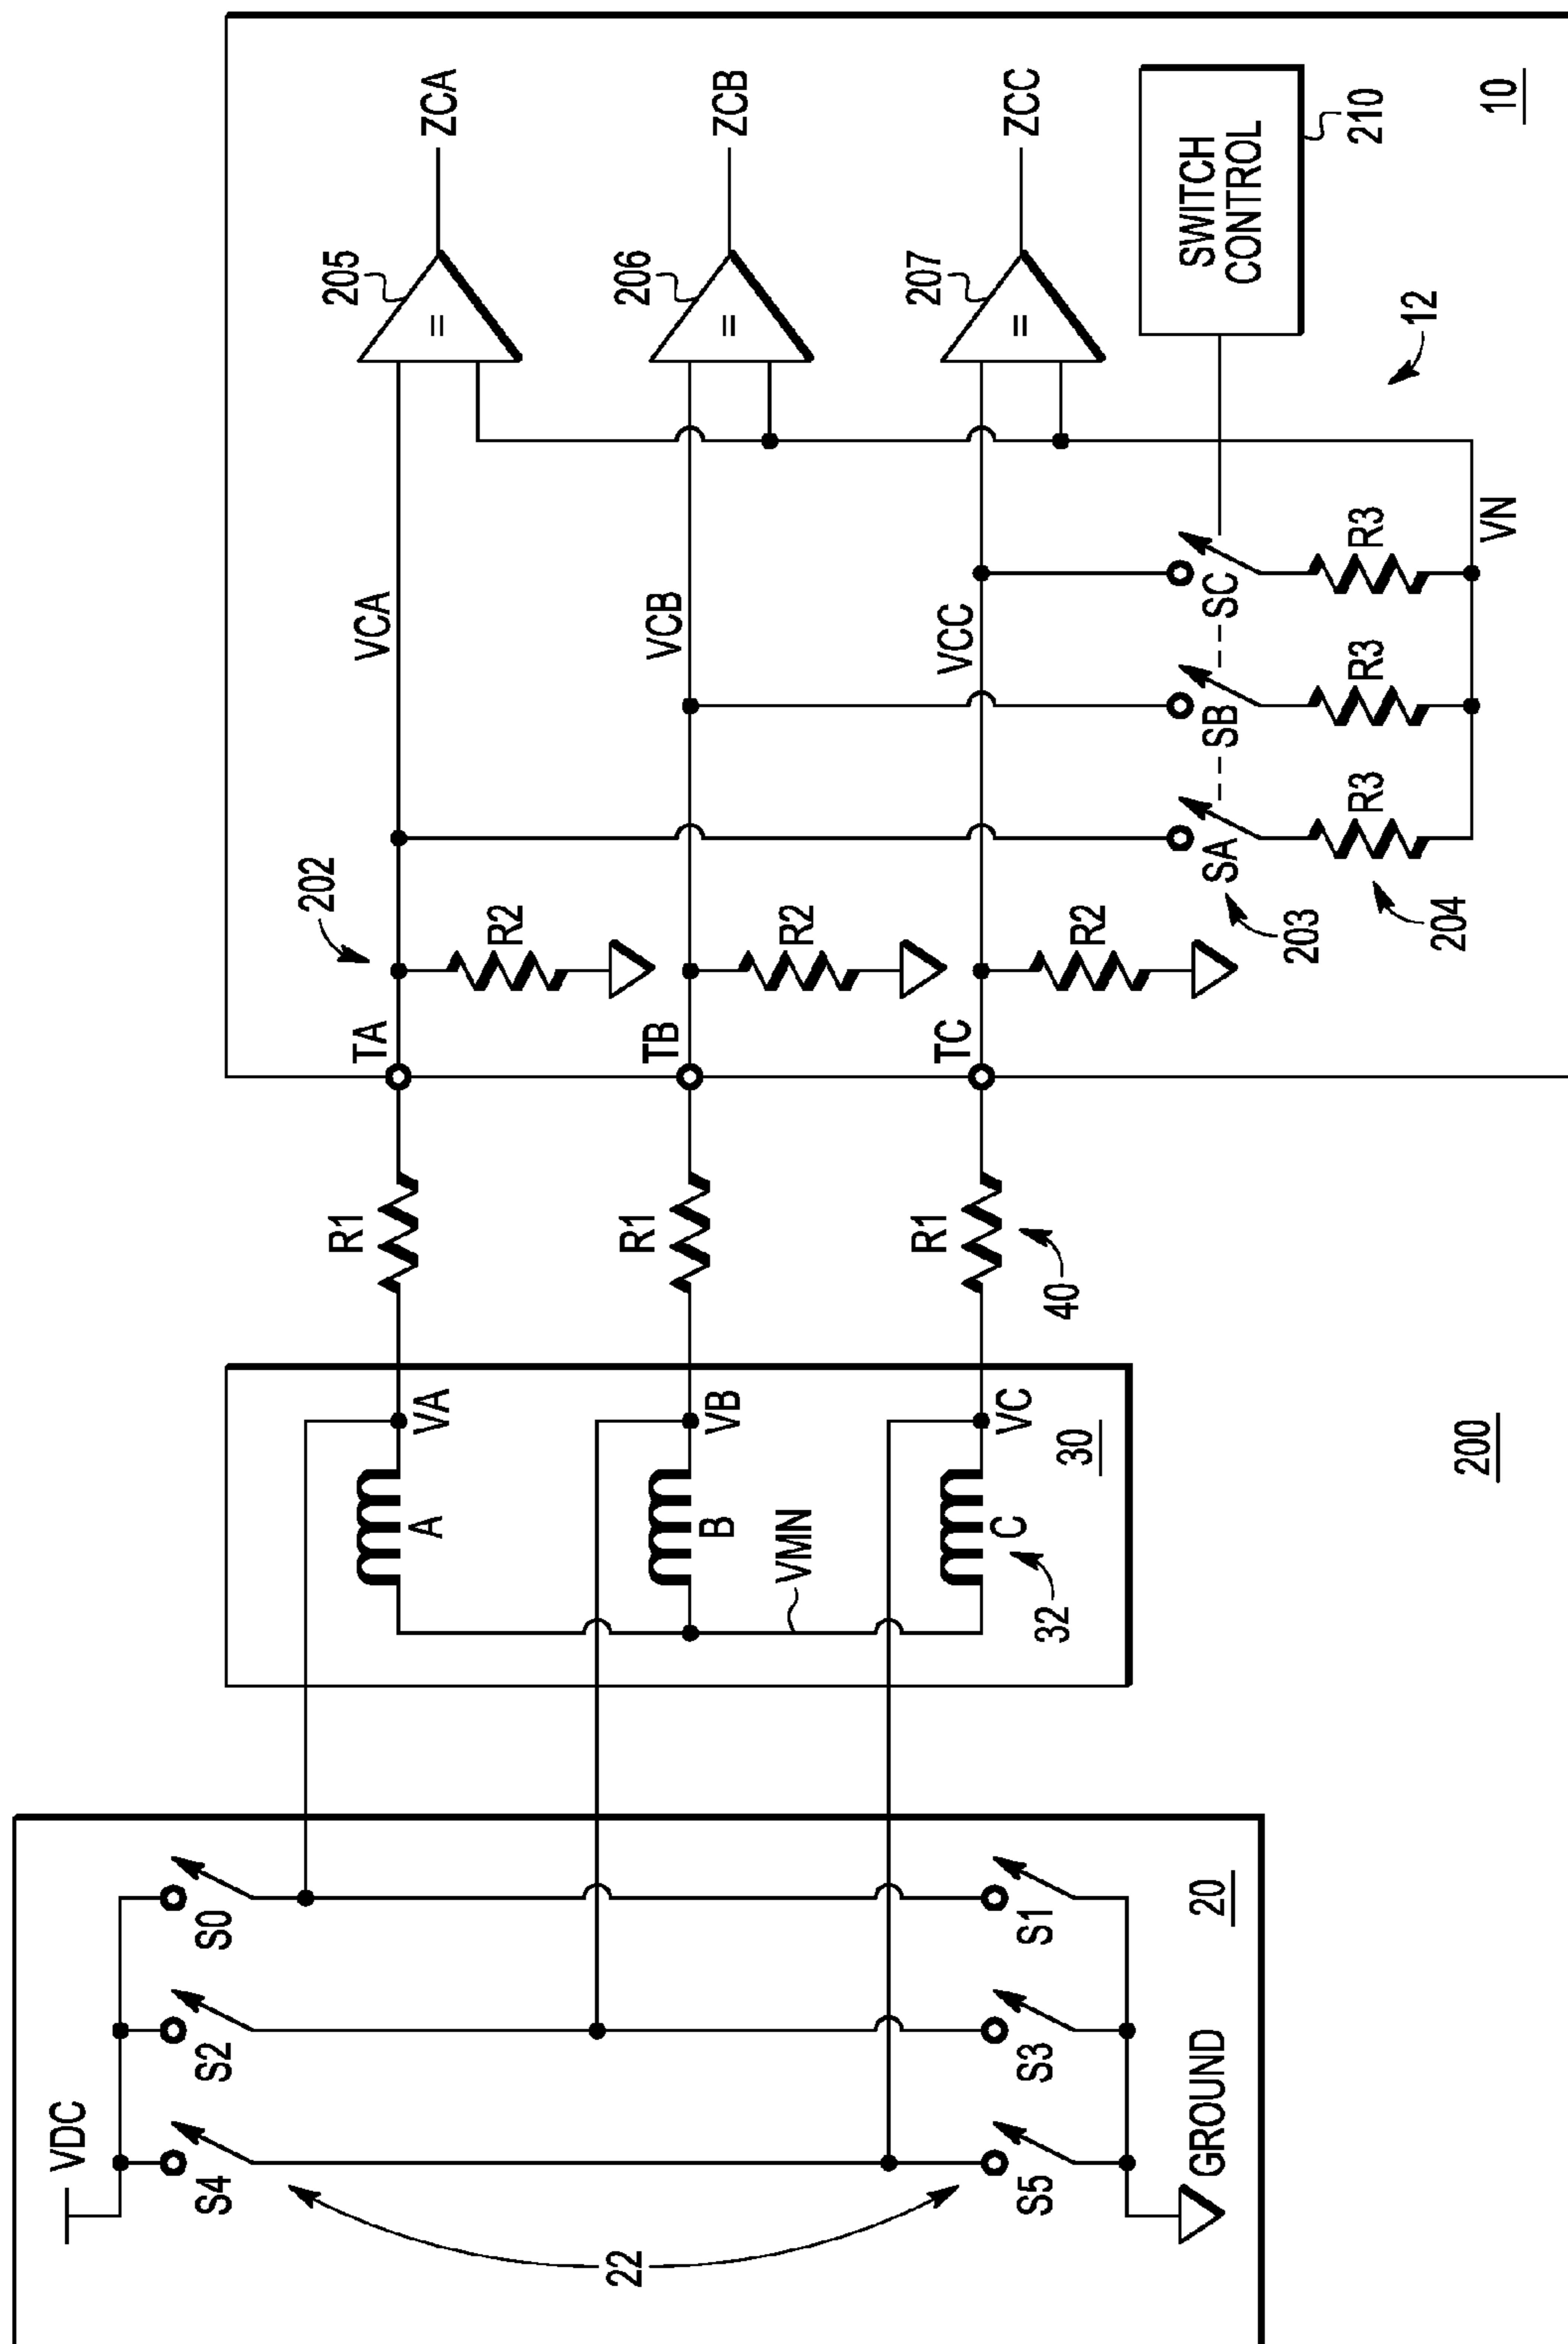 VDC
S4
S2
S0
22
S5
S3
S1
GROUND
20
A
VA
B
VB
VMN
C
VC
32
30
200
R1
R1
R1
40
TA
TB
TC
202
R2
R2
R2
VCA
VCB
VCC
SA
SB
SC
203
R3
R3
R3
204
VN
205
206
207
=
=
=
ZCA
ZCB
ZCC
SWITCH
CONTROL
210
12
10